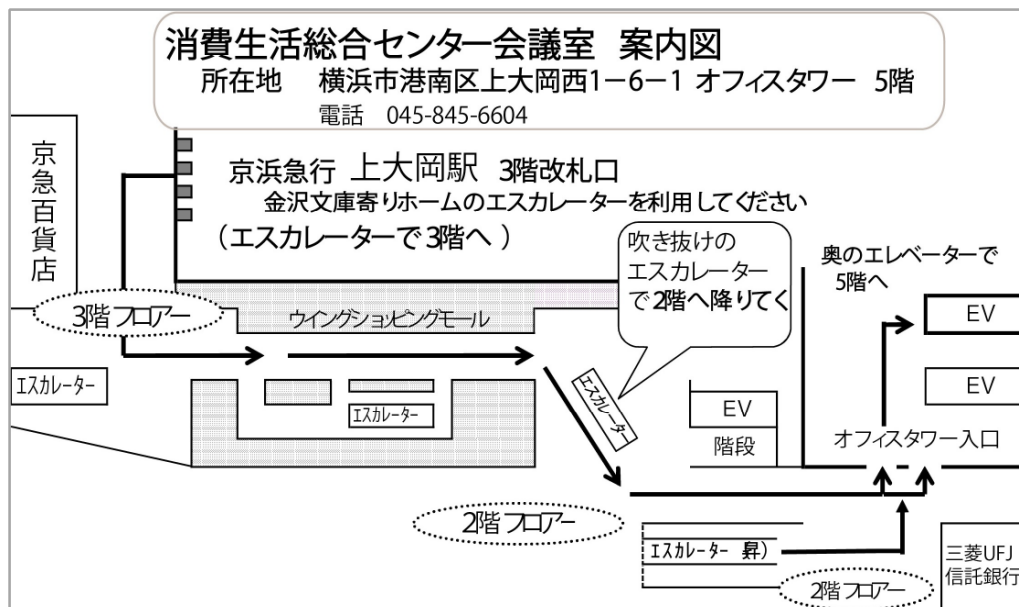 消費生活総合センター会議室 案内図
所在地 横浜市港南区上大岡西1－6－1 オフィスタワー 5階
電話 045-845-6604
京急百貨店
京浜急行 上大岡駅 3階改札口
金沢文庫寄りホームのエスカレーターを利用してください
（エスカレーターで3階へ ）
吹き抜けの
エスカレーター
で2階へ降りてく
奥のエレベーターで
5階へ
3階フロアー
ウイングショッピングモール
EV
エスカレーター
エスカレーター
エスカレーター
EV
階段
EV
オフィスタワー入口
2階フロアー
エスカレーター 昇）
2階フロアー
三菱UFJ
信託銀行